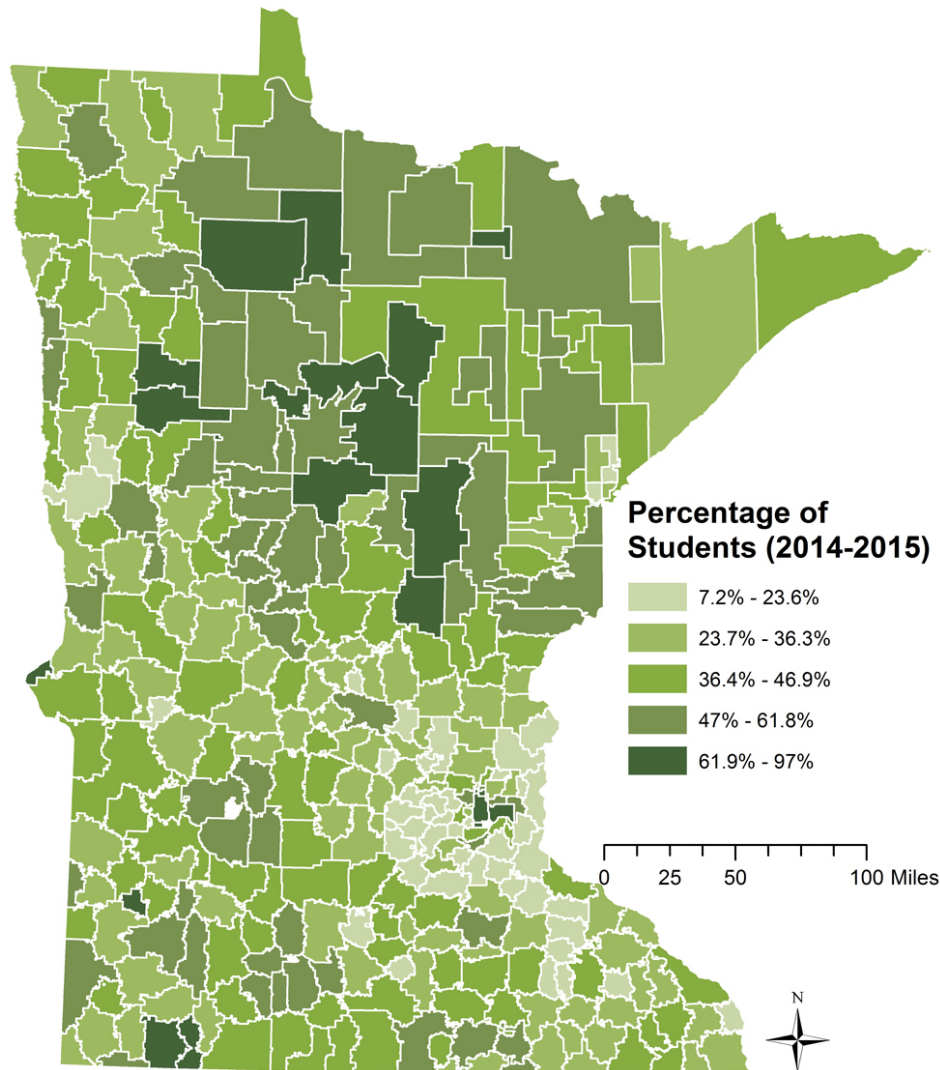 Percentage of
Students (2014-2015)
7.2% - 23.6%
23.7% - 36.3%
36.4% - 46.9%
47% - 61.8%
61.9% - 97%
0 25 50 100 Miles
N